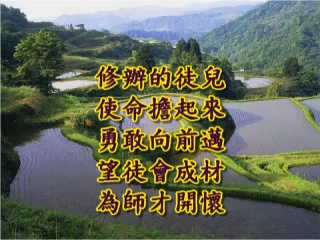 修辦的徒兒
使命擔起來
勇敢向前邁
望徒會成材
為師才開懷